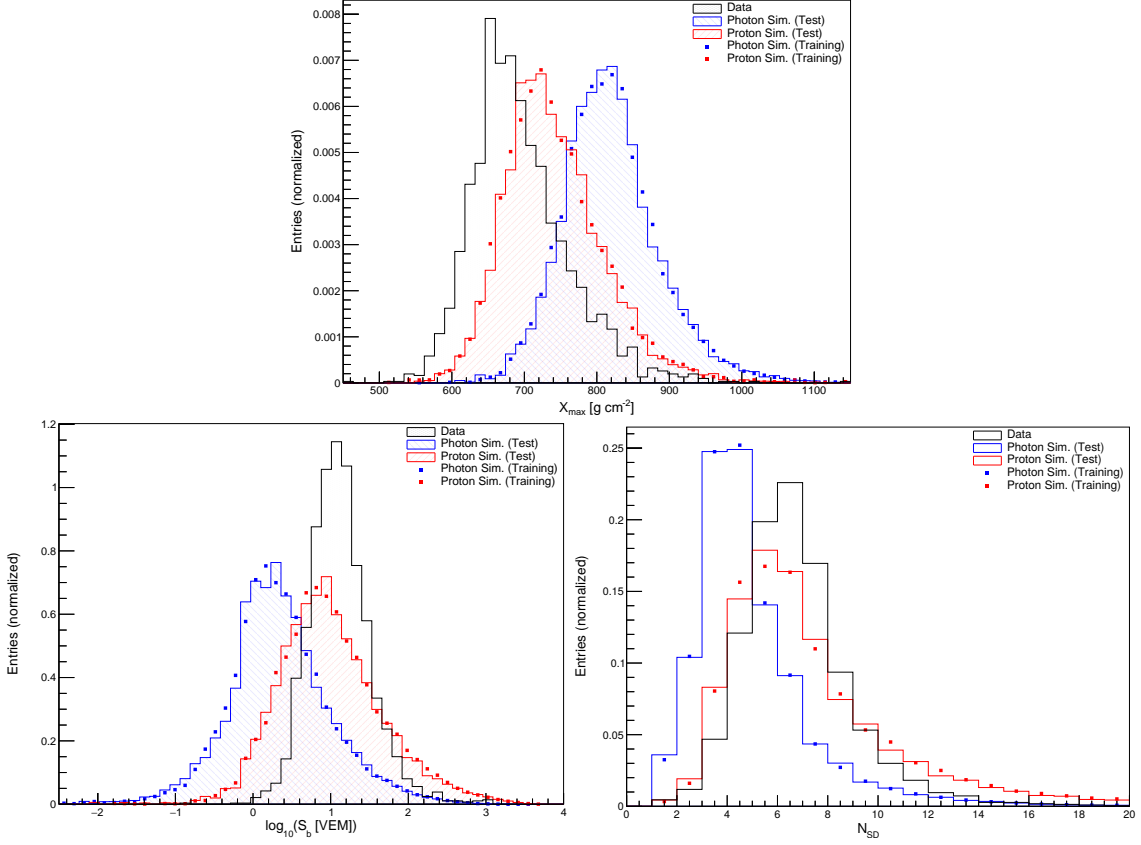 Entries (normalized)
0.008
0.007
0.006
0.005
0.004
0.003
0.002
0.001
0
500 600 700 800 900 1000 1100
X_max [g cm⁻²]
Data
Photon Sim. (Test)
Proton Sim. (Test)
Photon Sim. (Training)
Proton Sim. (Training)
Entries (normalized)
1.2
1
0.8
0.6
0.4
0.2
0
−2 −1 0 1 2 3 4
log₁₀(S_b [VEM])
Data
Photon Sim. (Test)
Proton Sim. (Test)
Photon Sim. (Training)
Proton Sim. (Training)
Entries (normalized)
0.25
0.2
0.15
0.1
0.05
0
0 2 4 6 8 10 12 14 16 18 20
N_SD
Data
Photon Sim. (Test)
Proton Sim. (Test)
Photon Sim. (Training)
Proton Sim. (Training)